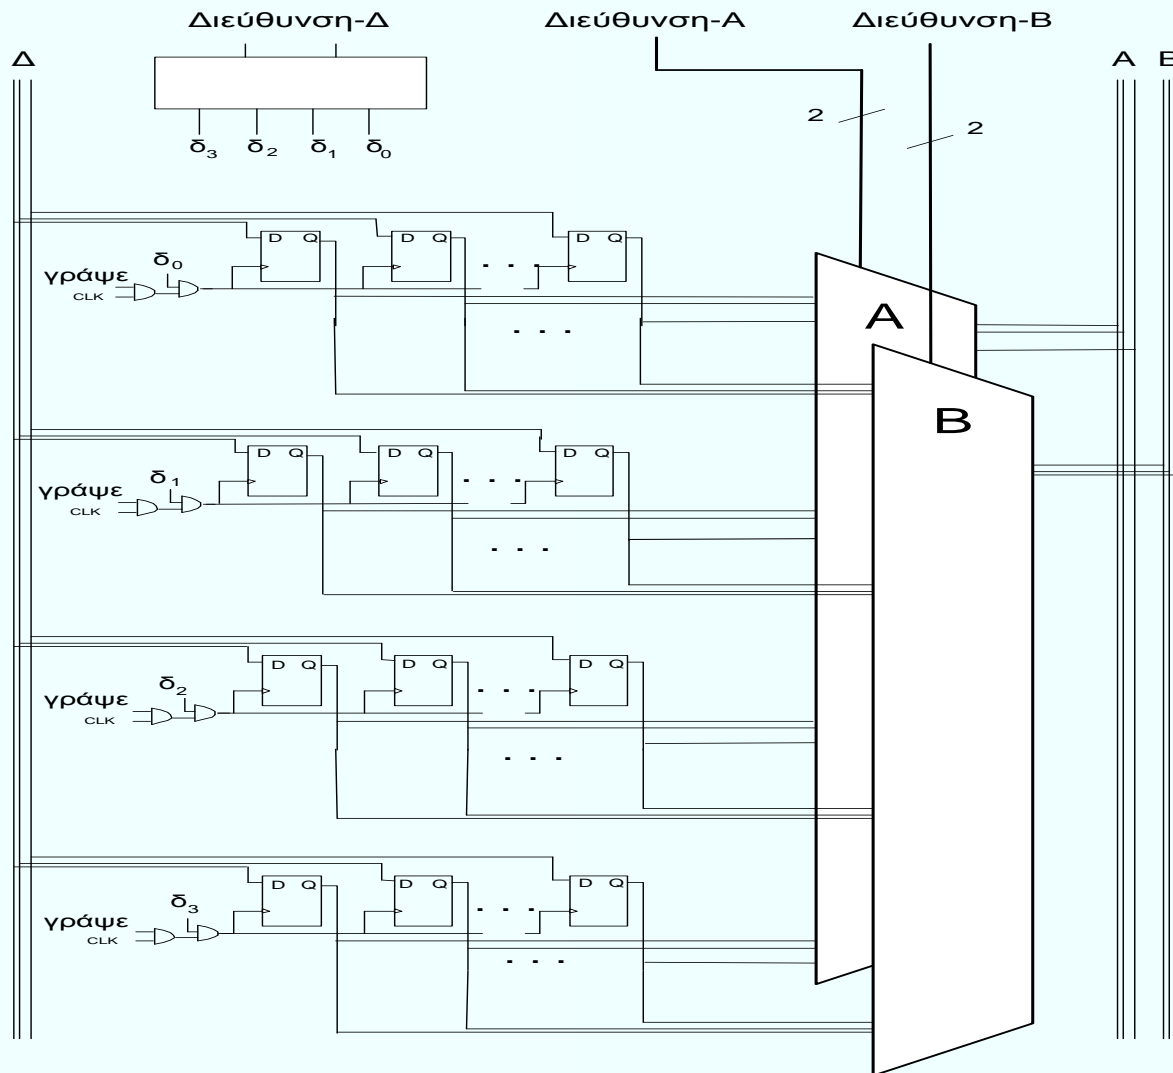 Διεύθυνση-Δ Διεύθυνση-Α Διεύθυνση-Β
Δ Α Β
2
2
δ3 δ2 δ1 δ0
D Q D Q D Q
δ0
γράψε
CLK
. . .
Α
. . .
Β
D Q D Q D Q
δ1
γράψε
CLK
. . .
. . .
D Q D Q D Q
δ2
γράψε
CLK
. . .
. . .
D Q D Q D Q
δ3
γράψε
CLK
. . .
. . .